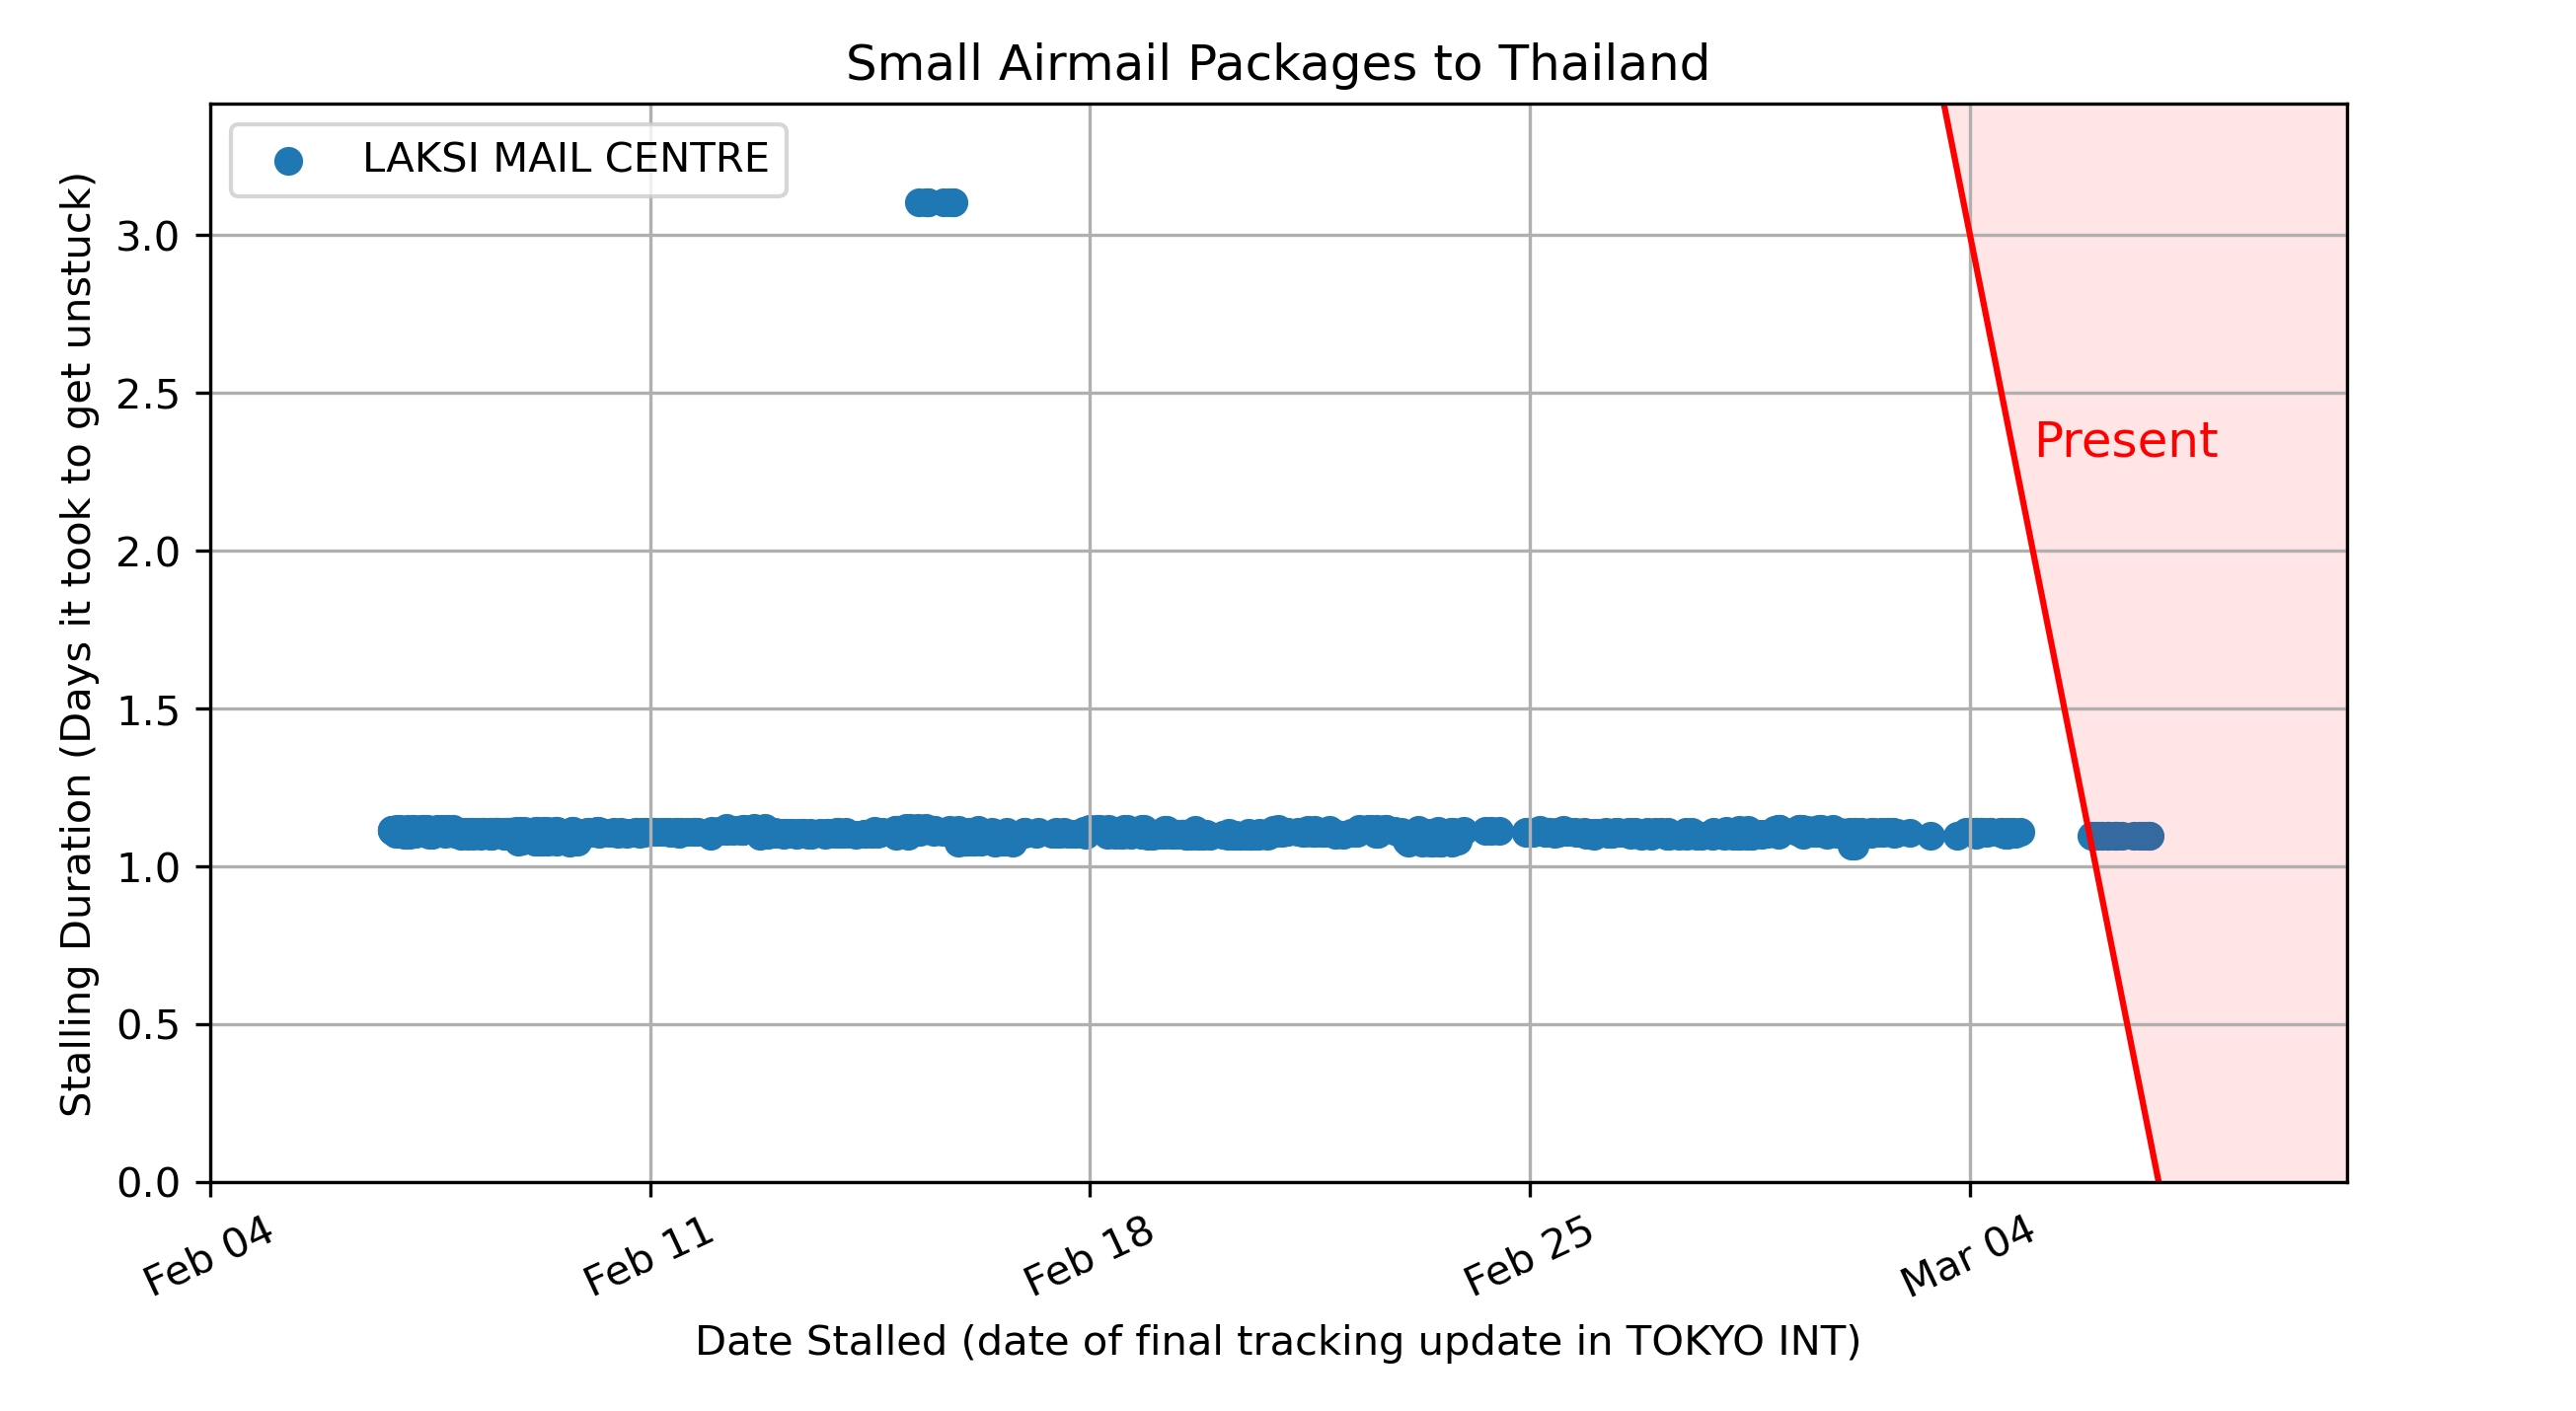 Small Airmail Packages to Thailand
LAKSI MAIL CENTRE
Stalling Duration (Days it took to get unstuck)
3.0
2.5
2.0
1.5
1.0
0.5
0.0
Present
Feb 04
Feb 11
Feb 18
Feb 25
Mar 04
Date Stalled (date of final tracking update in TOKYO INT)